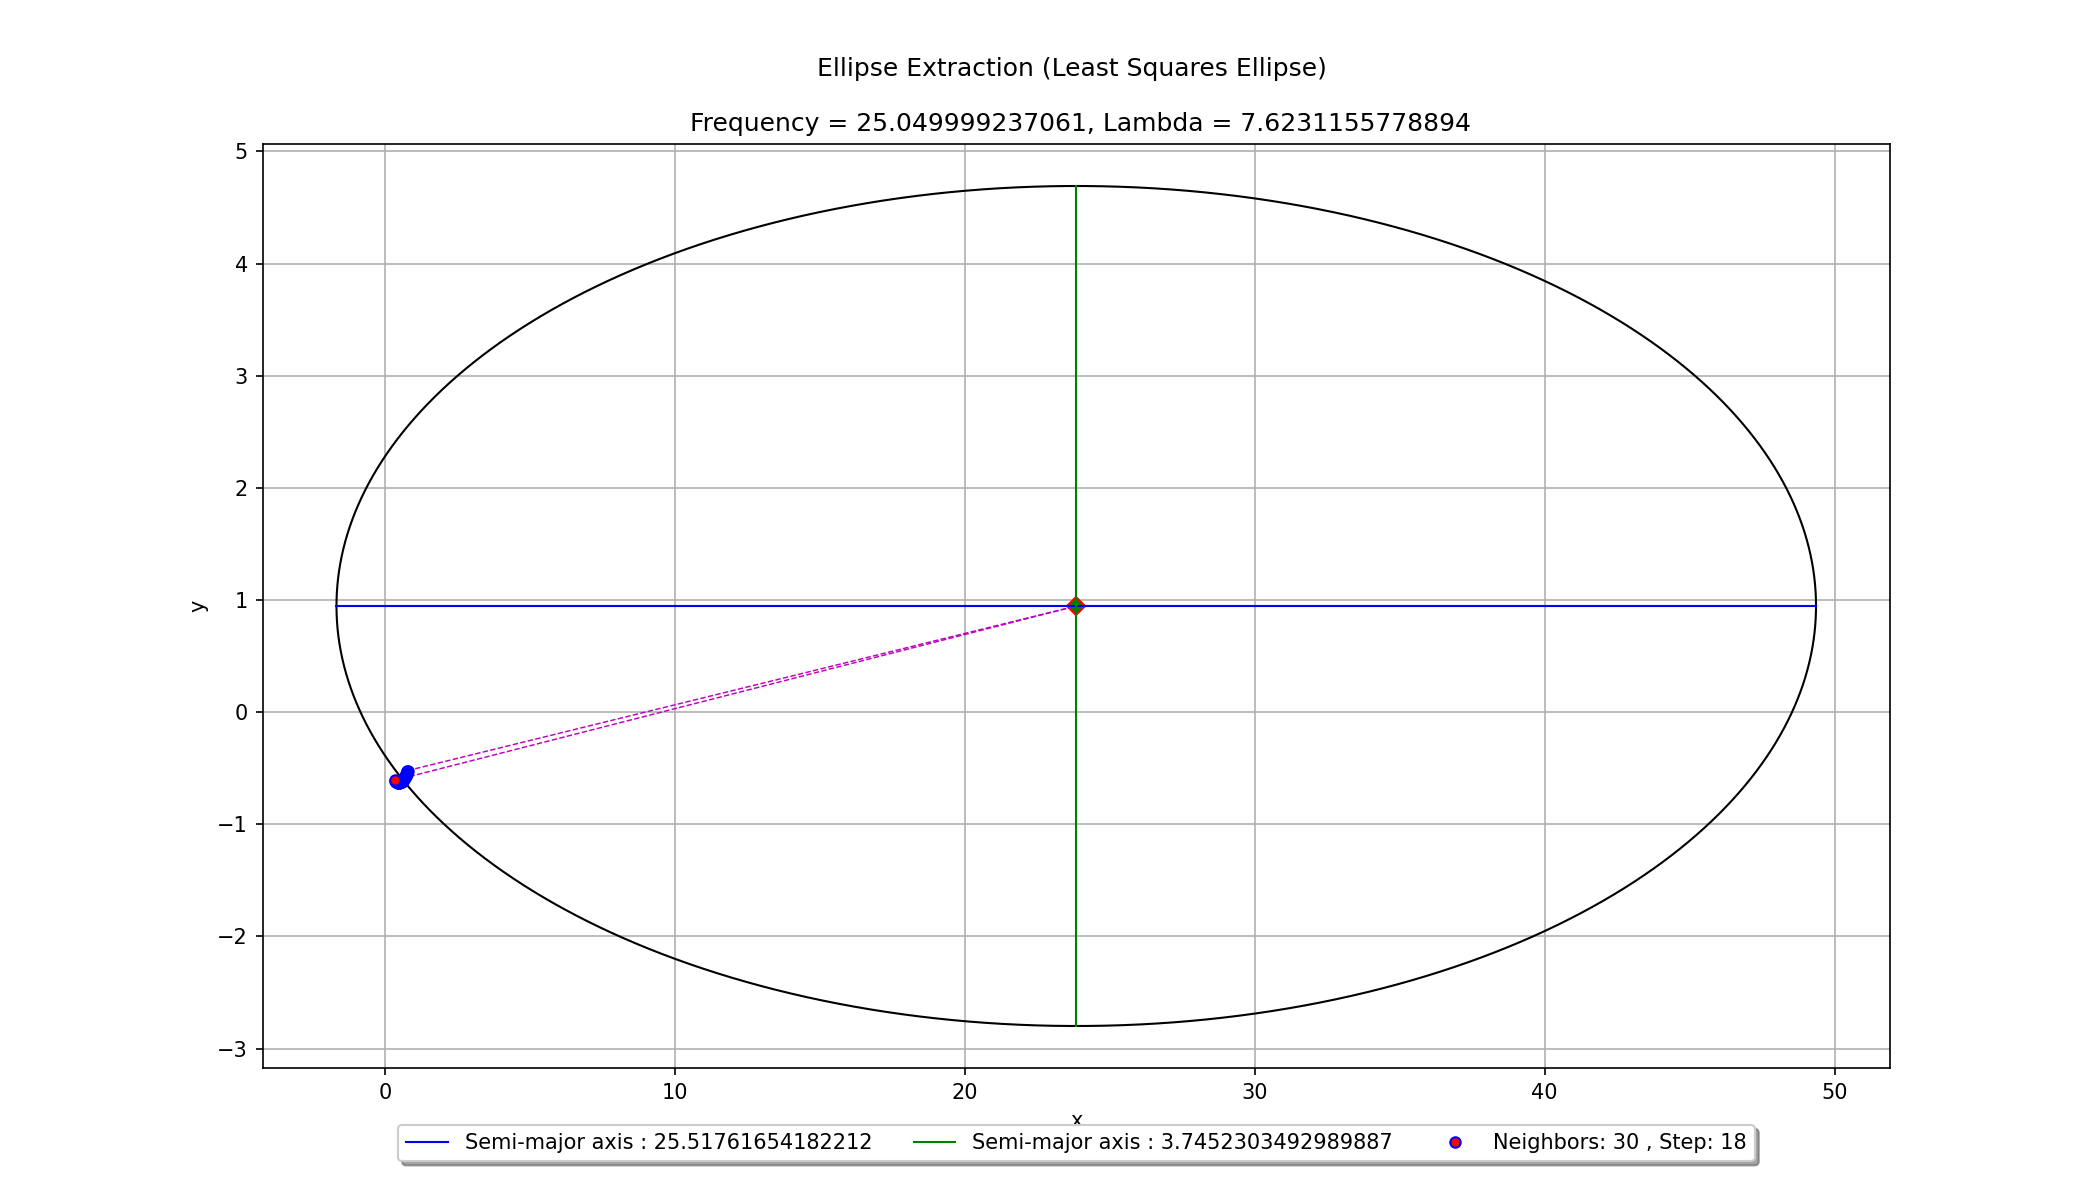 Ellipse Extraction (Least Squares Ellipse)
Frequency = 25.049999237061, Lambda = 7.6231155778894
5
4
3
2
1
0
−1
−2
−3
y
0 10 20 30 40 50
x
Semi-major axis : 25.51761654182212 Semi-major axis : 3.7452303492989887 Neighbors: 30 , Step: 18